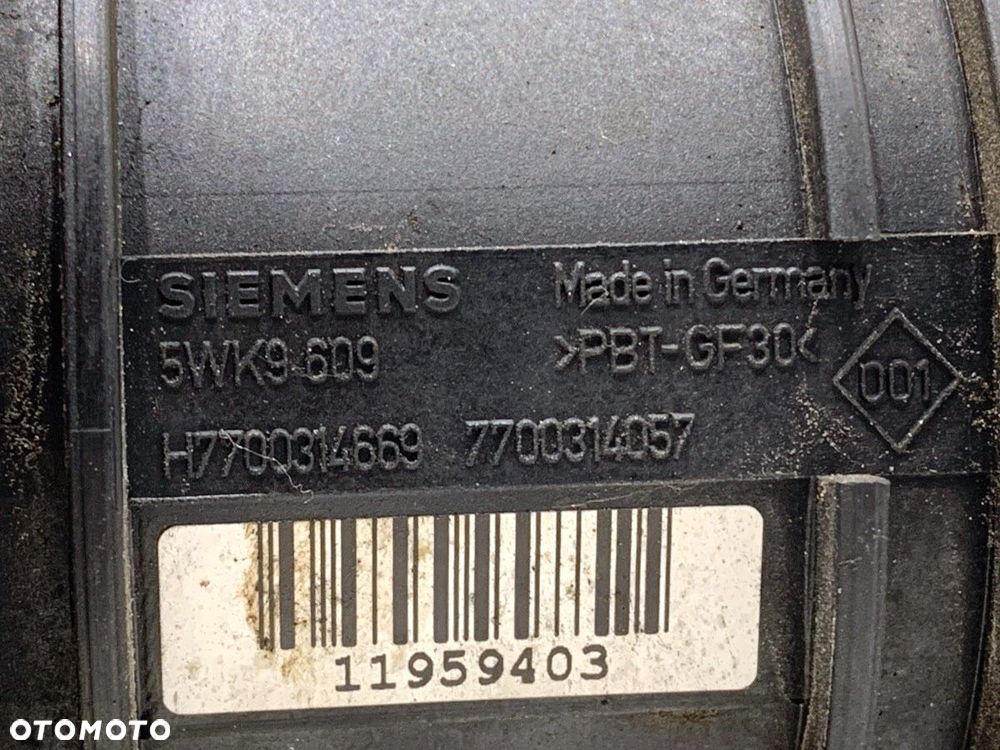 SIEMENS Made in Germany
5WK9 609 >PBT-GF30<
001
H7700314669 7700314057
11959403
OTOMOTO